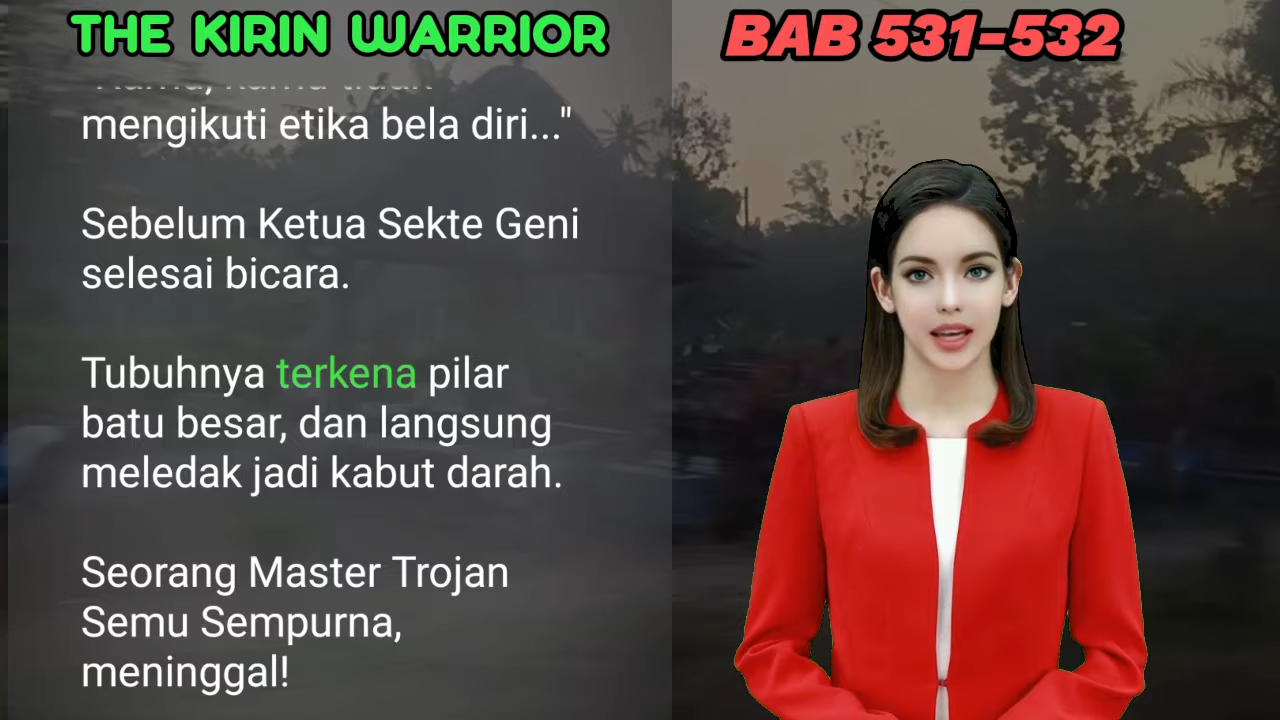 THE KIRIN WARRIOR
BAB 531-532
mengikuti etika bela diri..."
Sebelum Ketua Sekte Geni
selesai bicara.
Tubuhnya terkena pilar
batu besar, dan langsung
meledak jadi kabut darah.
Seorang Master Trojan
Semu Sempurna,
meninggal!